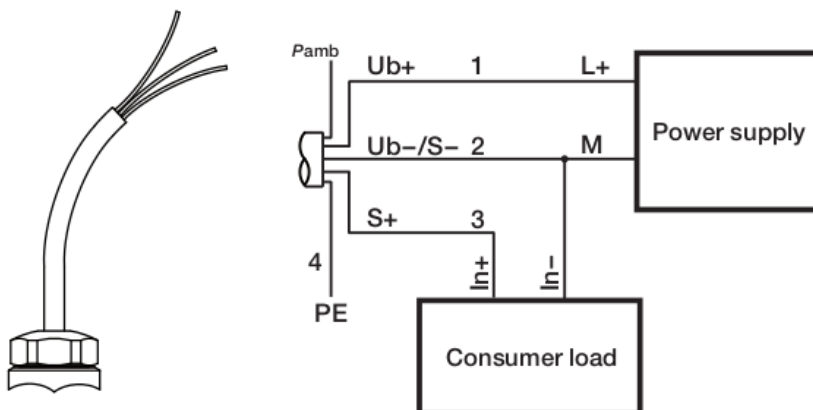 Pamb
Ub+ 1 L+
Ub−/S− 2 M
Power supply
S+ 3
4
In+ In−
PE
Consumer load